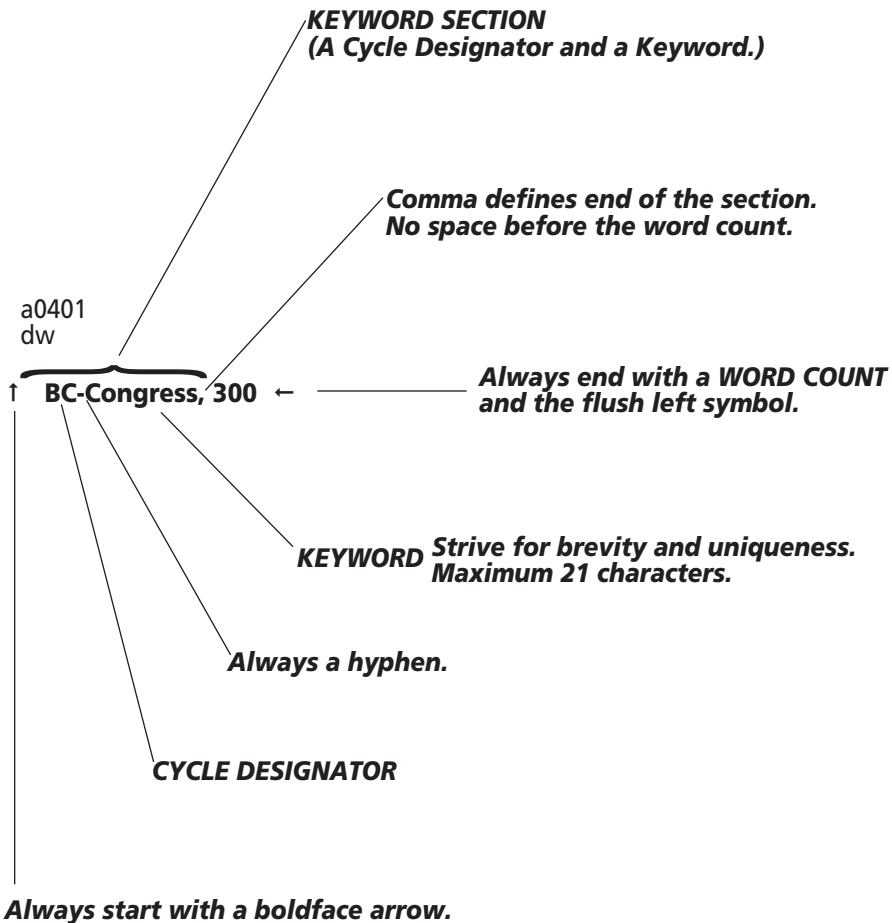 KEYWORD SECTION
(A Cycle Designator and a Keyword.)
Comma defines end of the section.
No space before the word count.
a0401
dw
↑ BC-Congress, 300 ←
Always end with a WORD COUNT
and the flush left symbol.
KEYWORD Strive for brevity and uniqueness.
Maximum 21 characters.
Always a hyphen.
CYCLE DESIGNATOR
Always start with a boldface arrow.